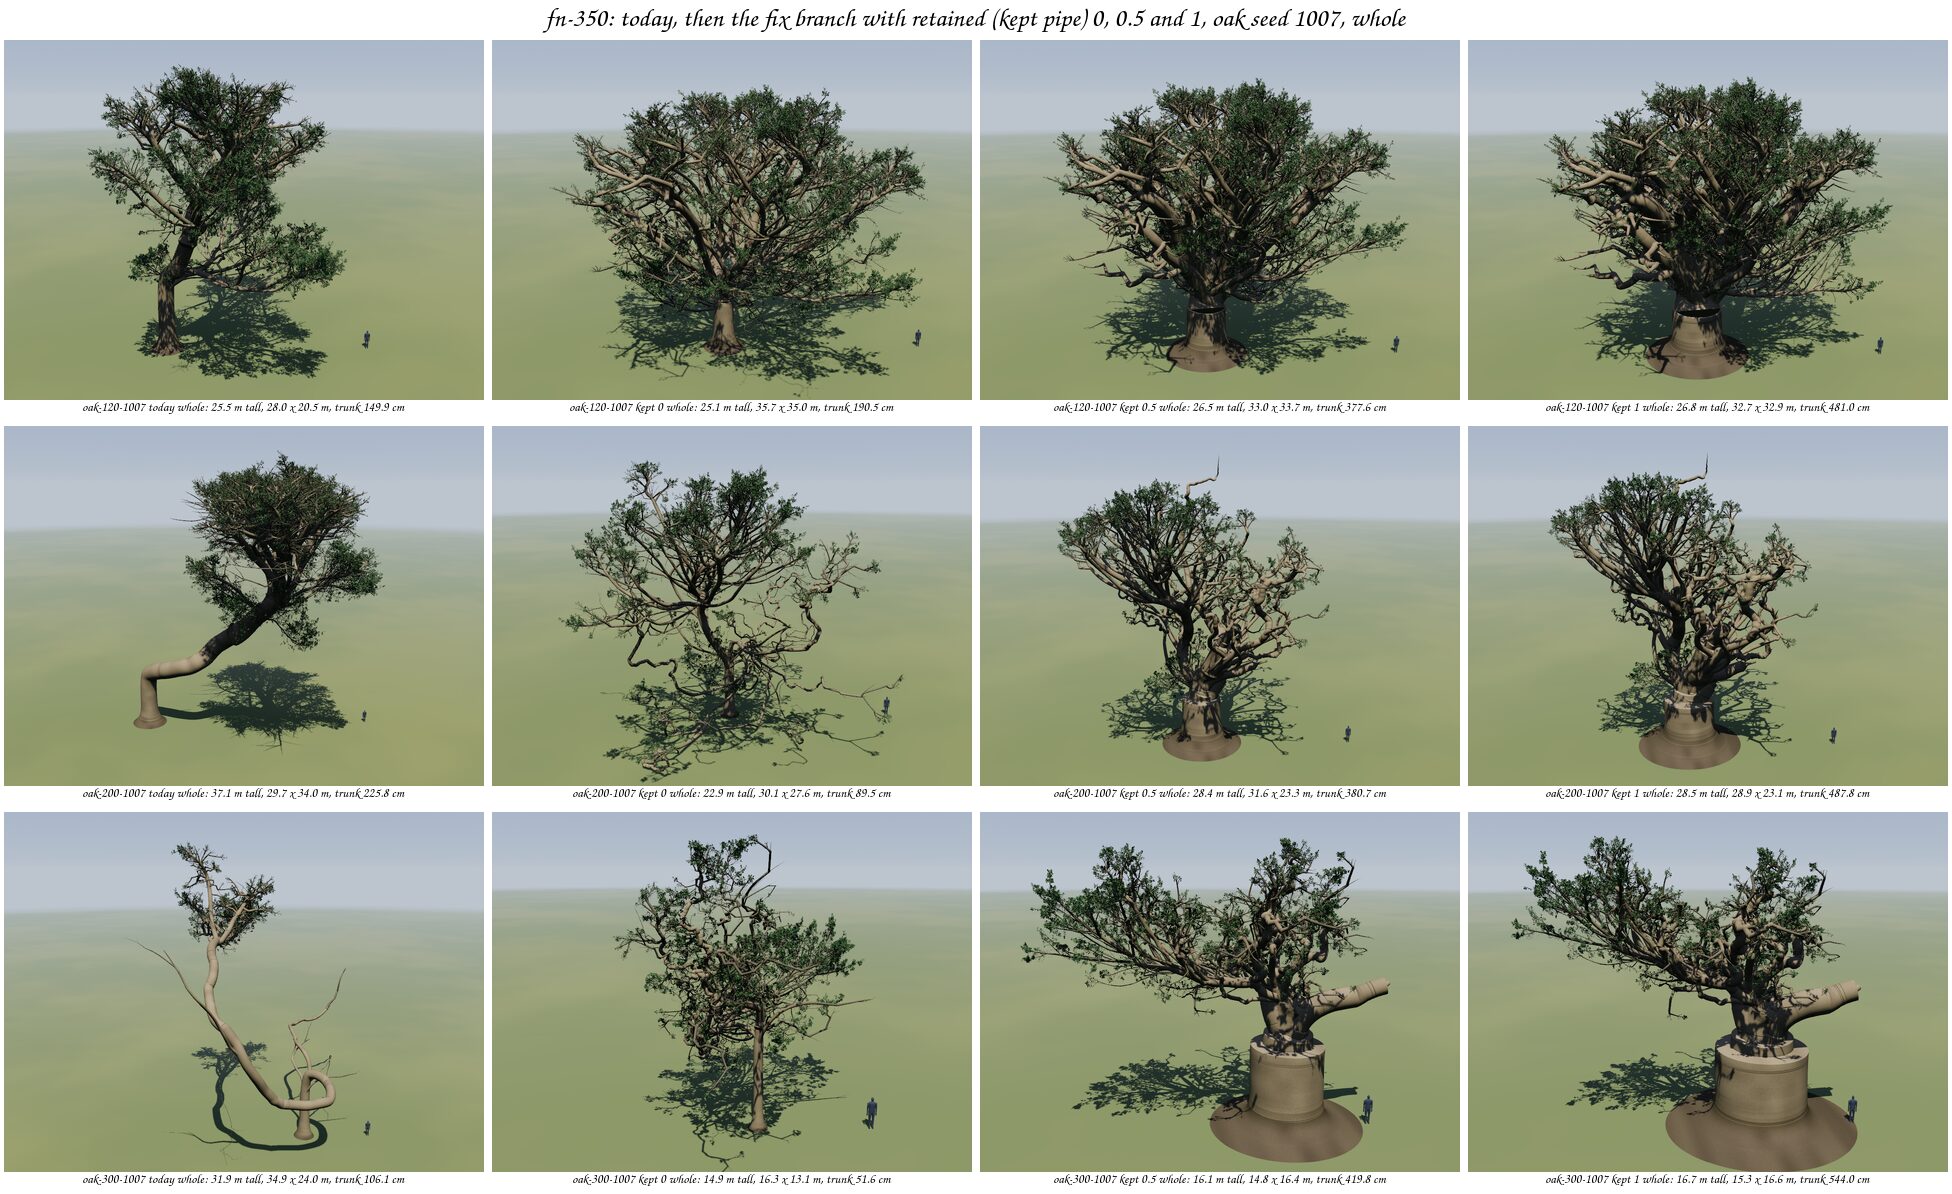 fn-350: today, then the fix branch with retained (kept pipe) 0, 0.5 and 1, oak seed 1007, whole
oak-120-1007 today whole: 25.5 m tall, 28.0 x 20.5 m, trunk 149.9 cm
oak-120-1007 kept 0 whole: 25.1 m tall, 35.7 x 35.0 m, trunk 190.5 cm
oak-120-1007 kept 0.5 whole: 26.5 m tall, 33.0 x 33.7 m, trunk 377.6 cm
oak-120-1007 kept 1 whole: 26.8 m tall, 32.7 x 32.9 m, trunk 481.0 cm
oak-200-1007 today whole: 37.1 m tall, 29.7 x 34.0 m, trunk 225.8 cm
oak-200-1007 kept 0 whole: 22.9 m tall, 30.1 x 27.6 m, trunk 89.5 cm
oak-200-1007 kept 0.5 whole: 28.4 m tall, 31.6 x 23.3 m, trunk 380.7 cm
oak-200-1007 kept 1 whole: 28.5 m tall, 28.9 x 23.1 m, trunk 487.8 cm
oak-300-1007 today whole: 31.9 m tall, 34.9 x 24.0 m, trunk 106.1 cm
oak-300-1007 kept 0 whole: 14.9 m tall, 16.3 x 13.1 m, trunk 51.6 cm
oak-300-1007 kept 0.5 whole: 16.1 m tall, 14.8 x 16.4 m, trunk 419.8 cm
oak-300-1007 kept 1 whole: 16.7 m tall, 15.3 x 16.6 m, trunk 544.0 cm